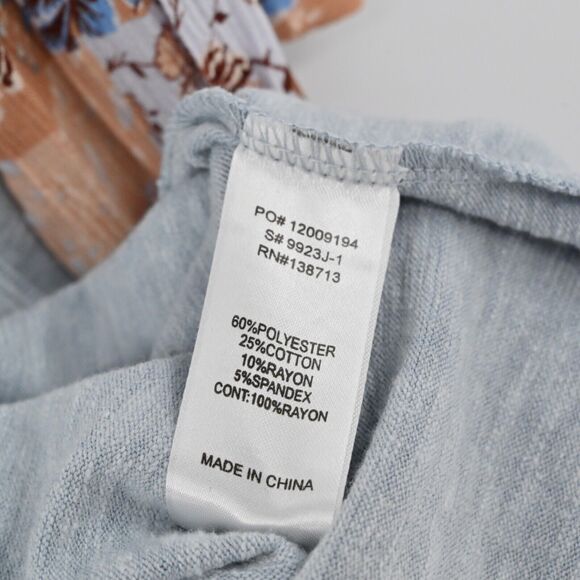 PO# 12009194
S# 9923J-1
RN#138713
60%POLYESTER
25%COTTON
10%RAYON
5%SPANDEX
CONT:100%RAYON
MADE IN CHINA